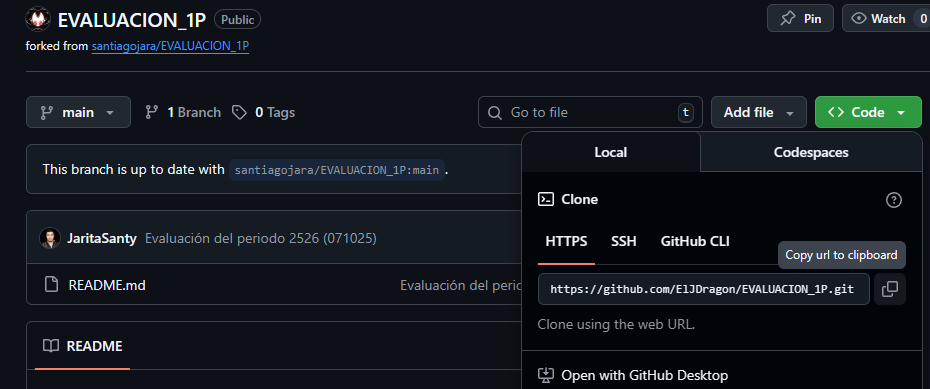 EVALUACION_1P Public
Pin
Watch 0
forked from santiagojara/EVALUACION_1P
main
1 Branch
0 Tags
Go to file t
Add file
<> Code
Local
Codespaces
This branch is up to date with santiagojara/EVALUACION_1P:main.
Clone
HTTPS
SSH
GitHub CLI
Copy url to clipboard
https://github.com/E1JDragon/EVALUACION_1P.git
Clone using the web URL.
Open with GitHub Desktop
JaritaSanty Evaluación del periodo 2526 (071025)
README.md Evaluación del perio
README